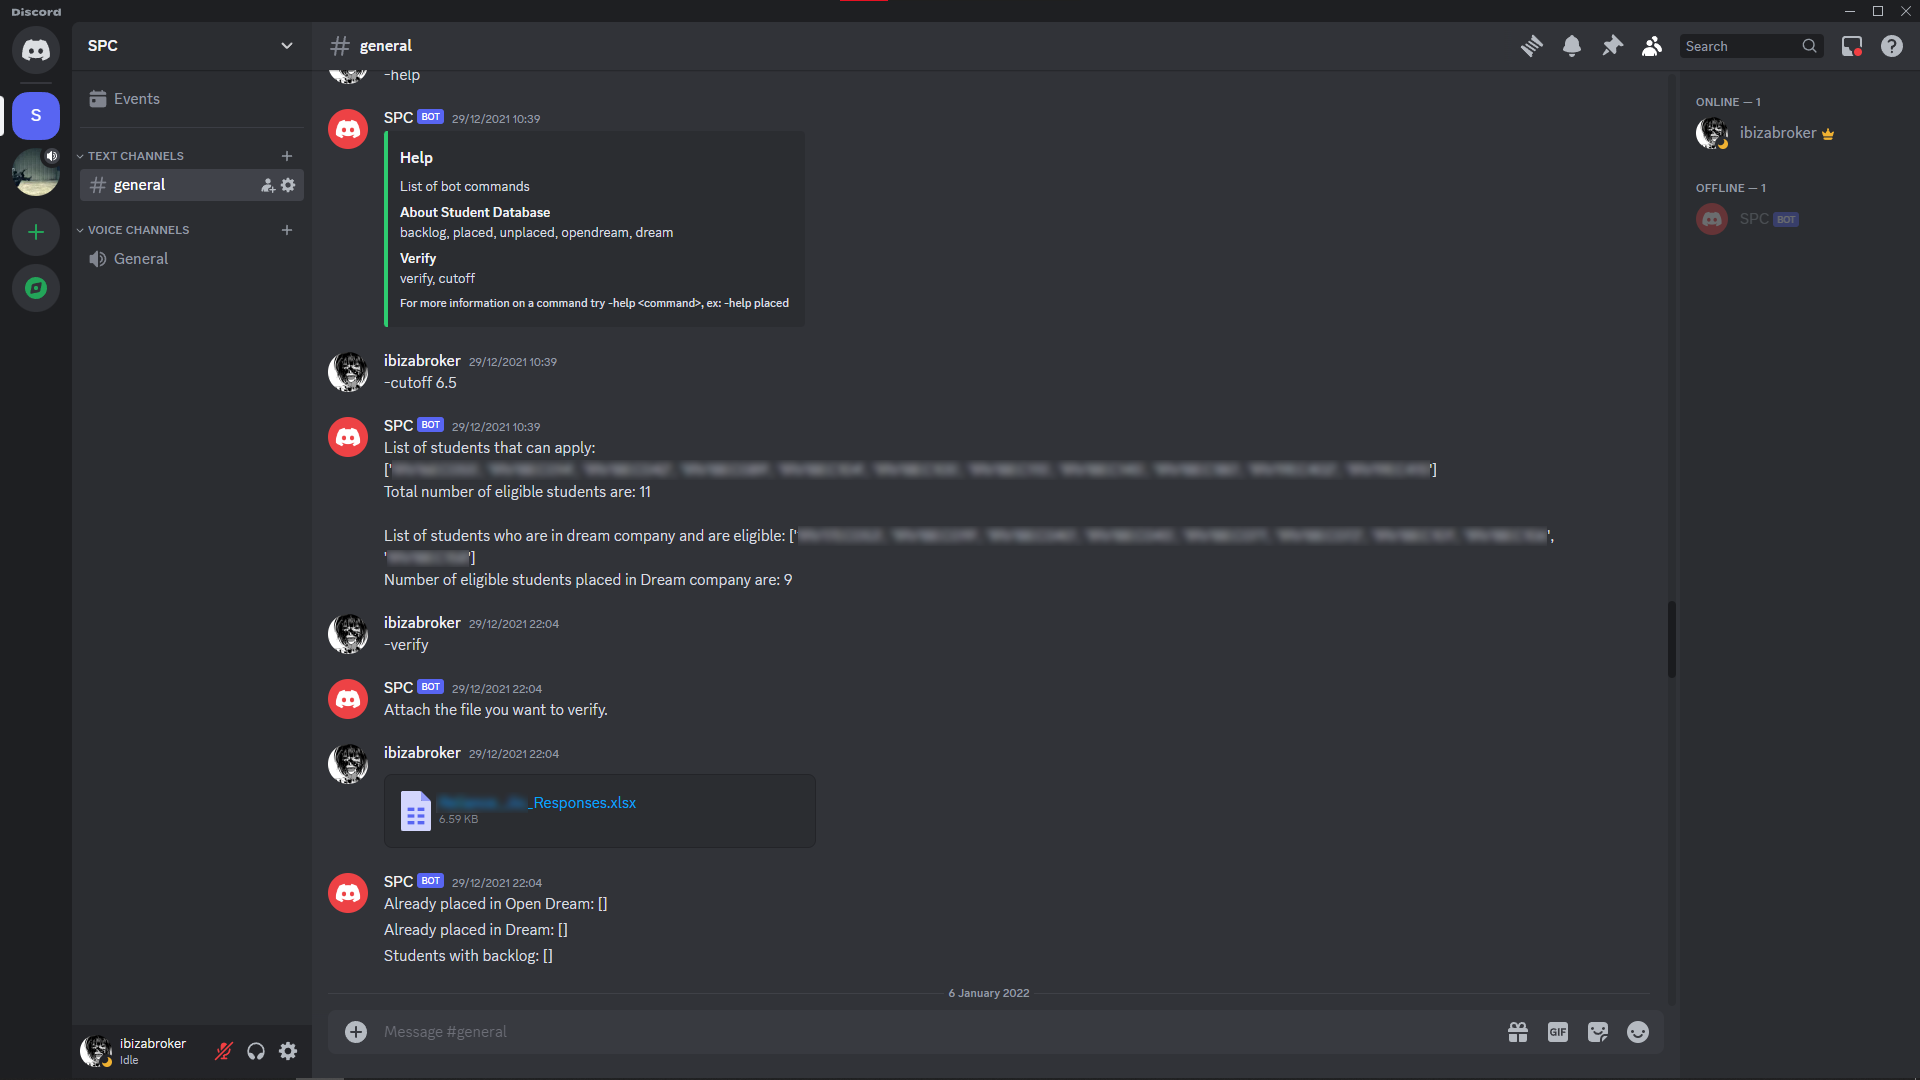 Discord
SPC
general
Search
Events
TEXT CHANNELS
general
VOICE CHANNELS
General
S
-help
SPC BOT 29/12/2021 10:39
Help
List of bot commands
About Student Database
backlog, placed, unplaced, opendream, dream
Verify
verify, cutoff
For more information on a command try -help <command>, ex: -help placed
ibizabroker 29/12/2021 10:39
-cutoff 6.5
SPC BOT 29/12/2021 10:39
List of students that can apply:
[' ']
Total number of eligible students are: 11
List of students who are in dream company and are eligible: [' ',
' ']
Number of eligible students placed in Dream company are: 9
ibizabroker 29/12/2021 22:04
-verify
SPC BOT 29/12/2021 22:04
Attach the file you want to verify.
ibizabroker 29/12/2021 22:04
_Responses.xlsx
6.59 KB
SPC BOT 29/12/2021 22:04
Already placed in Open Dream: []
Already placed in Dream: []
Students with backlog: []
6 January 2022
Message #general
GIF
ONLINE — 1
ibizabroker
OFFLINE — 1
SPC BOT
ibizabroker
Idle